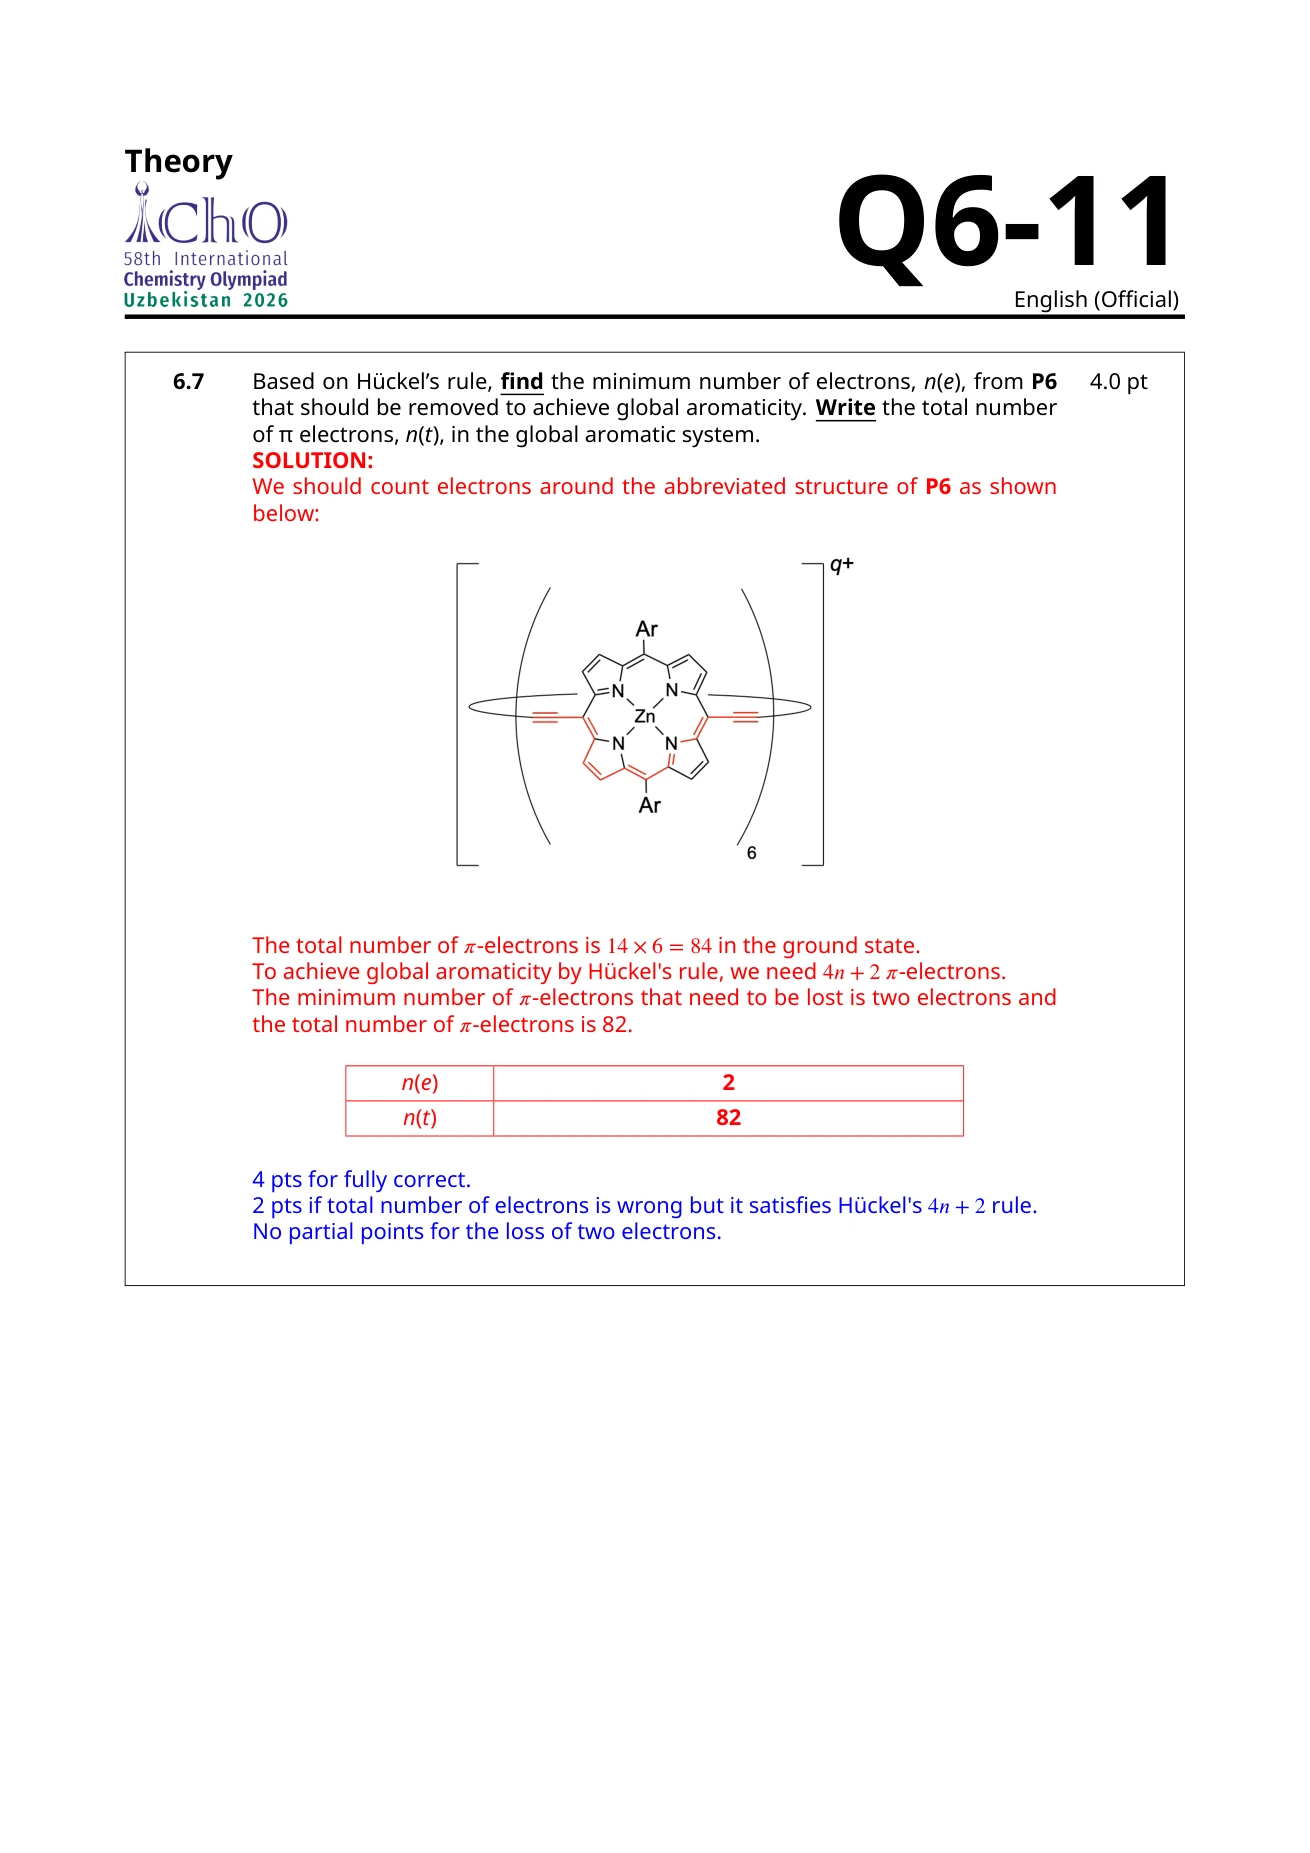 Theory
ichO
58th International
Chemistry Olympiad
Uzbekistan 2026
Q6-11
English (Official)
6.7 Based on Hückel’s rule, find the minimum number of electrons, n(e), from P6 4.0 pt
that should be removed to achieve global aromaticity. Write the total number
of π electrons, n(t), in the global aromatic system.
SOLUTION:
We should count electrons around the abbreviated structure of P6 as shown
below:
q+
Ar
N N
Zn
N N
Ar
6
The total number of π-electrons is 14 × 6 = 84 in the ground state.
To achieve global aromaticity by Hückel's rule, we need 4n + 2 π-electrons.
The minimum number of π-electrons that need to be lost is two electrons and
the total number of π-electrons is 82.
n(e) 2
n(t) 82
4 pts for fully correct.
2 pts if total number of electrons is wrong but it satisfies Hückel's 4n + 2 rule.
No partial points for the loss of two electrons.